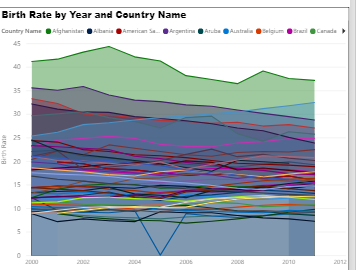 Birth Rate by Year and Country Name
Country Name Afghanistan Albania American Sa... Argentina Aruba Australia Belgium Brazil Canada
Birth Rate
45
40
35
30
25
20
15
10
5
0
2000 2002 2004 2006 2008 2010 2012